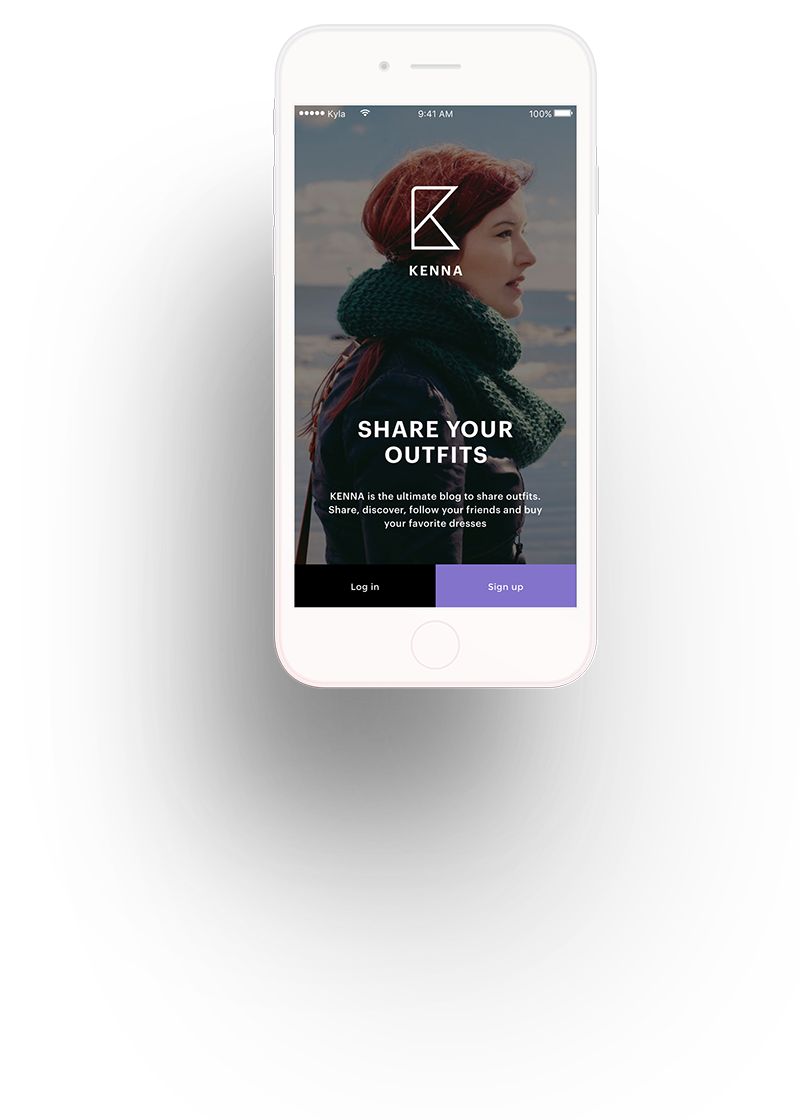 Kyla 9:41 AM 100%
KENNA
SHARE YOUR
OUTFITS
KENNA is the ultimate blog to share outfits.
Share, discover, follow your friends and buy
your favorite dresses
Log in Sign up